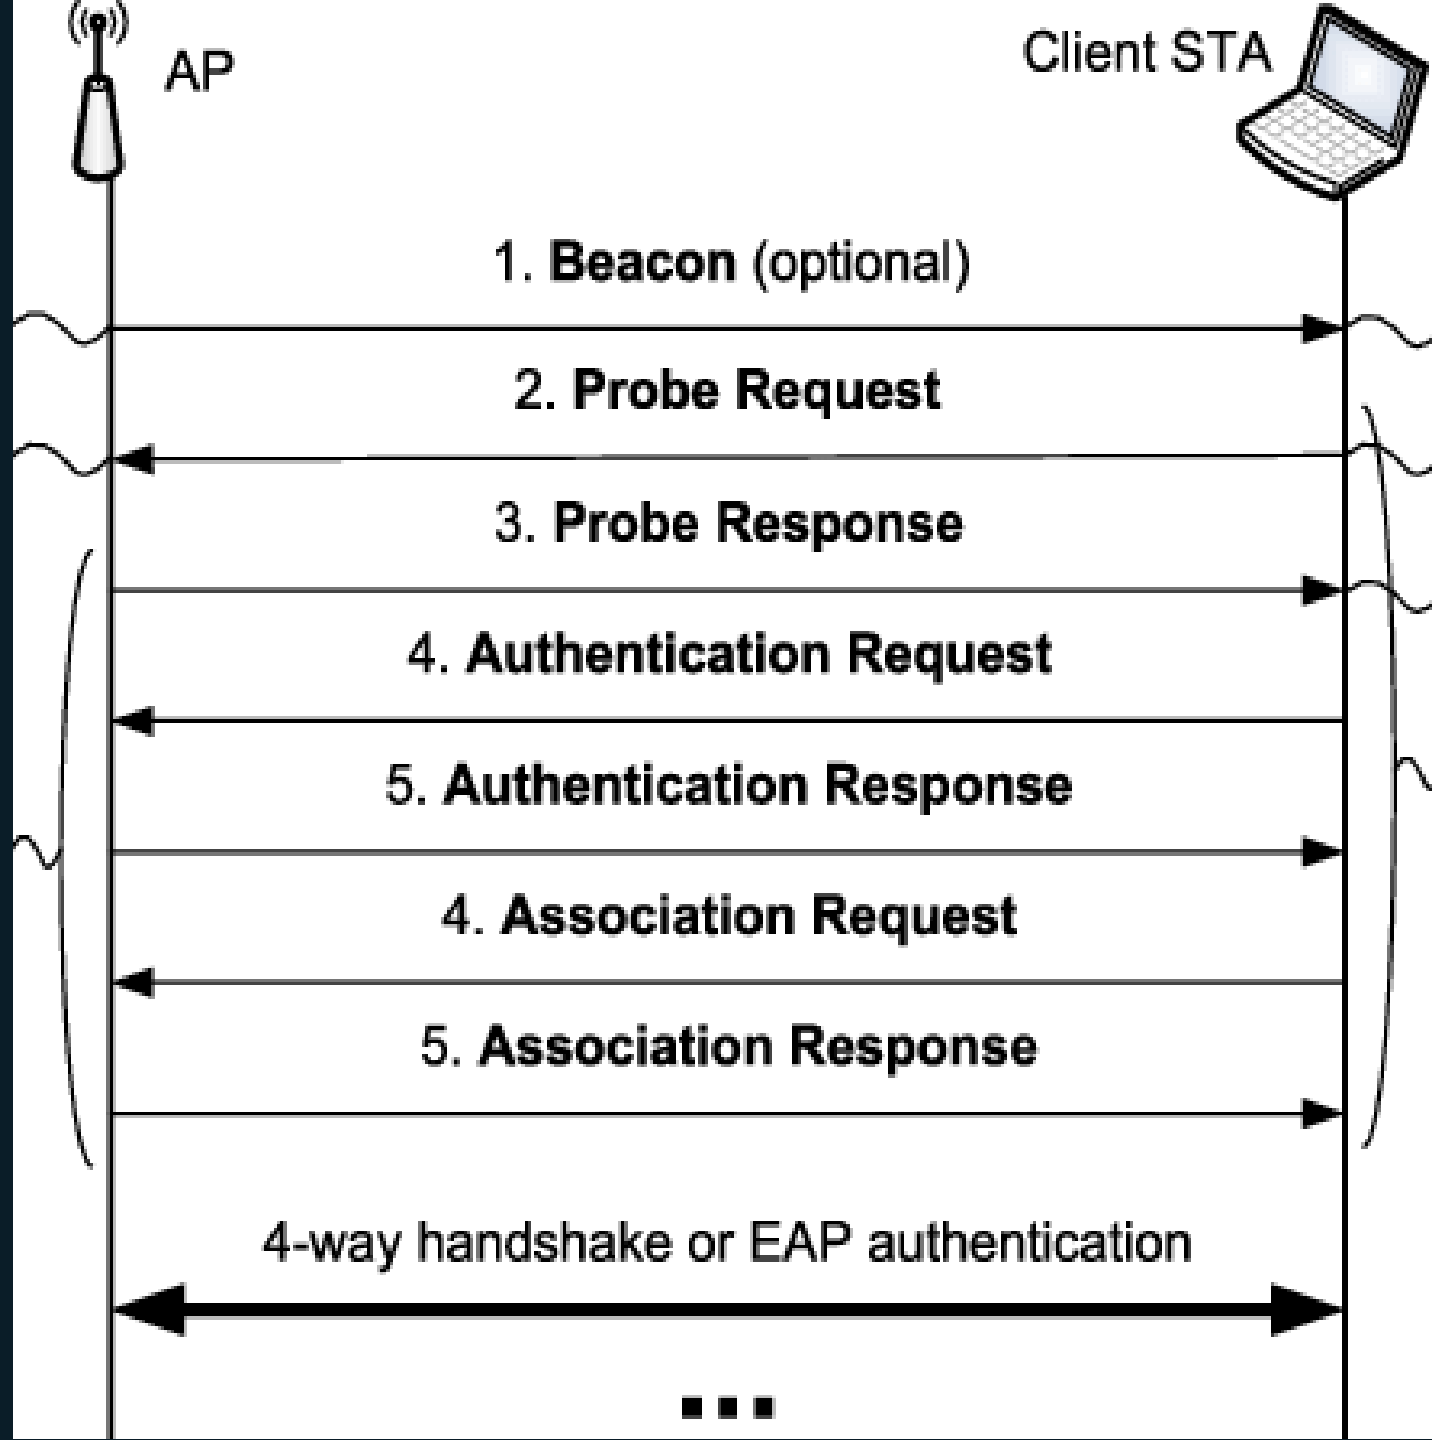 AP
Client STA
1. Beacon (optional)
2. Probe Request
3. Probe Response
4. Authentication Request
5. Authentication Response
4. Association Request
5. Association Response
4-way handshake or EAP authentication
...